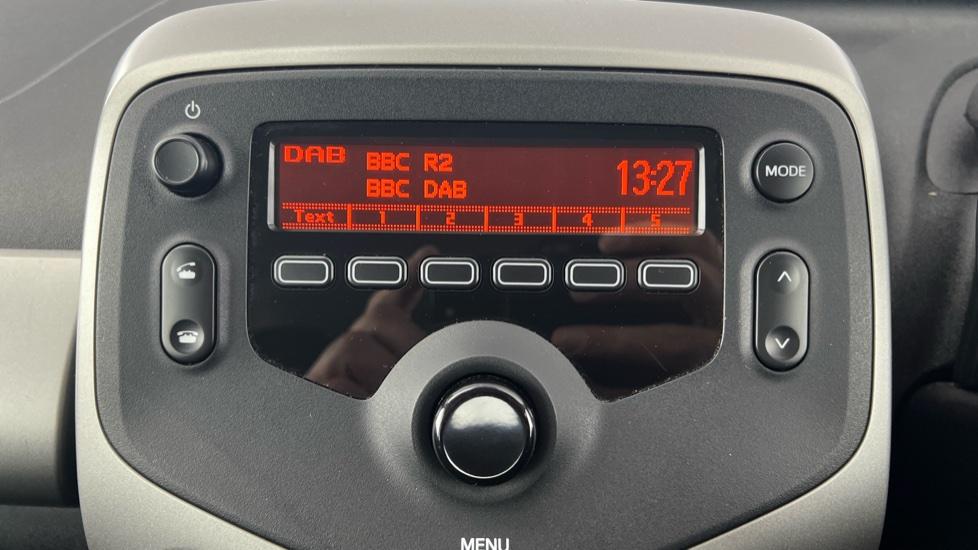 DAB BBC R2 13:27
BBC DAB
Text 1 2 3 4 5
MODE
MENU